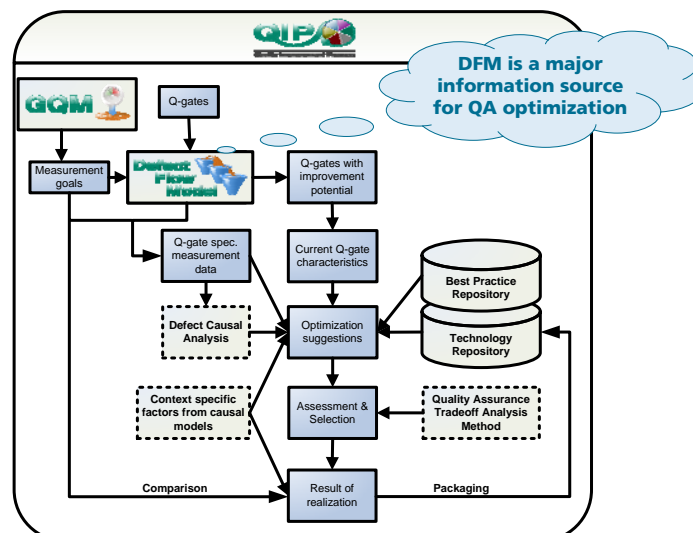 QIP
DFM is a major
information source
for QA optimization
GQM
Q-gates
Measurement
goals
Defect
Flow
Model
Q-gates with
improvement
potential
Q-gate spec.
measurement
data
Current Q-gate
characteristics
Best Practice
Repository
Defect Causal
Analysis
Optimization
suggestions
Technology
Repository
Context specific
factors from causal
models
Assessment &
Selection
Quality Assurance
Tradeoff Analysis
Method
Comparison
Result of
realization
Packaging